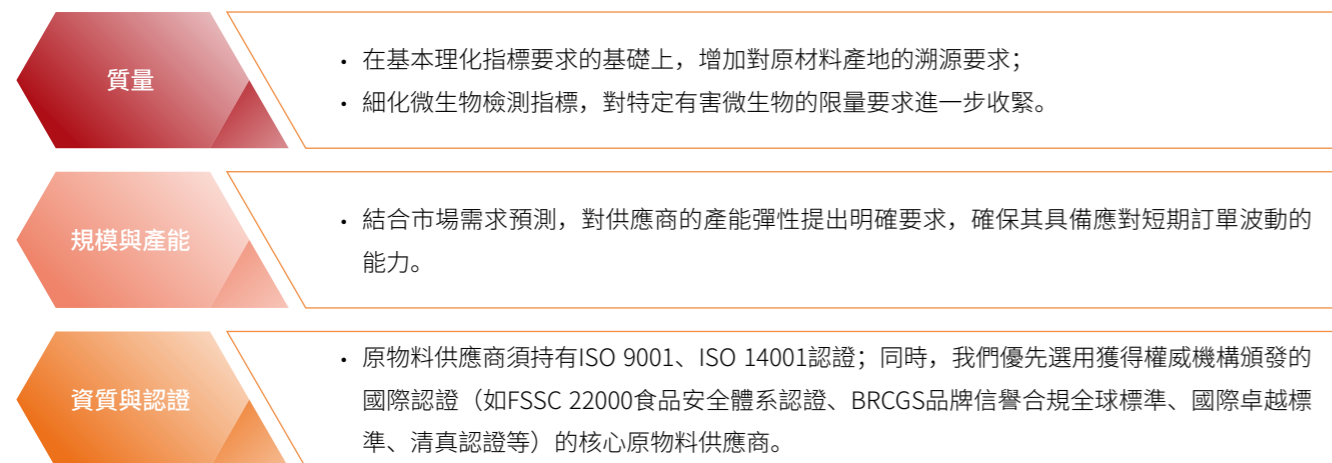 質量
• 在基本理化指標要求的基礎上，增加對原材料產地的溯源要求；
• 細化微生物檢測指標，對特定有害微生物的限量要求進一步收緊。
規模與產能
• 結合市場需求預測，對供應商的產能彈性提出明確要求，確保其具備應對短期訂單波動的
能力。
資質與認證
• 原物料供應商須持有ISO 9001、ISO 14001認證；同時，我們優先選用獲得權威機構頒發的
國際認證（如FSSC 22000食品安全體系認證、BRCGS品牌信譽合規全球標準、國際卓越標
準、清真認證等）的核心原物料供應商。